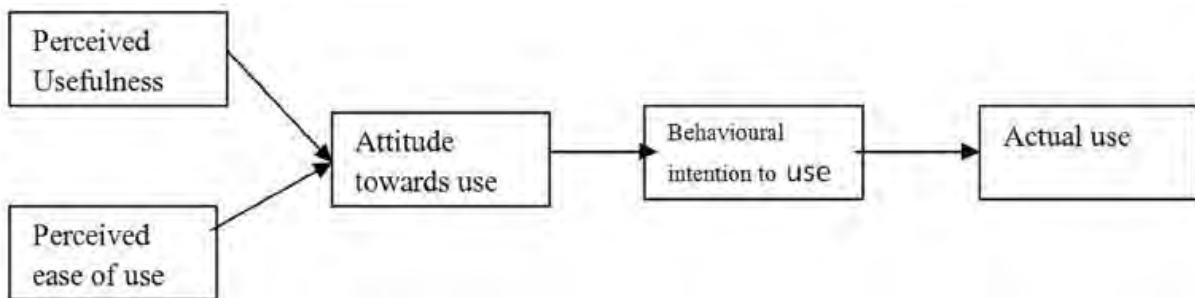 Perceived
Usefulness
Attitude
towards use
Behavioural
intention to use
Actual use
Perceived
ease of use